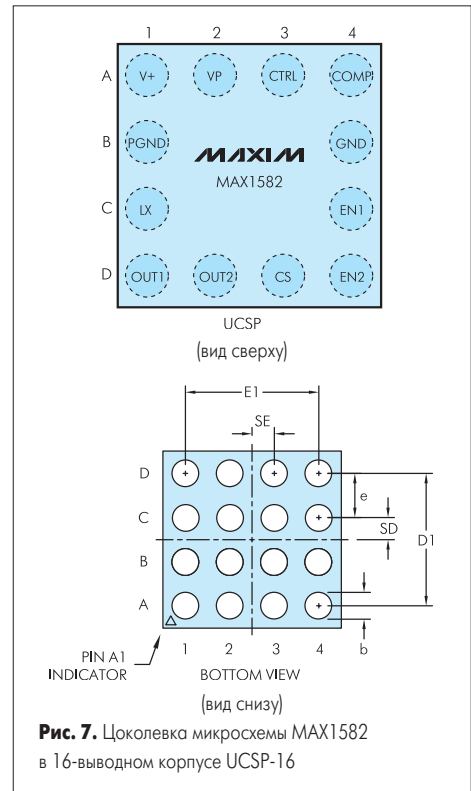 1 2 3 4
A V+ VP CTRL COMP
B PGND MAXIM GND
MAX1582
C LX EN1
D OUT1 OUT2 CS EN2
UCSP
(вид сверху)
E1
SE
D
e
C
SD
D1
B
A
b
1 2 3 4
PIN A1
INDICATOR
BOTTOM VIEW
(вид снизу)
Рис. 7. Цоколевка микросхемы MAX1582
в 16-выводном корпусе UCSP-16